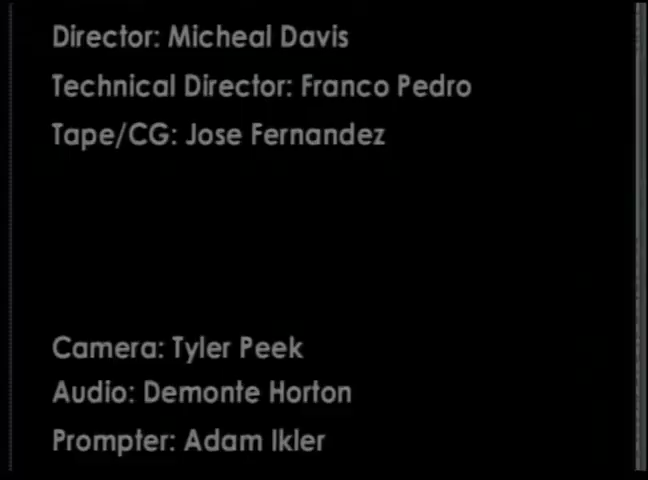 Director: Micheal Davis
Technical Director: Franco Pedro
Tape/CG: Jose Fernandez
Camera: Tyler Peek
Audio: Demonte Horton
Prompter: Adam Ikler